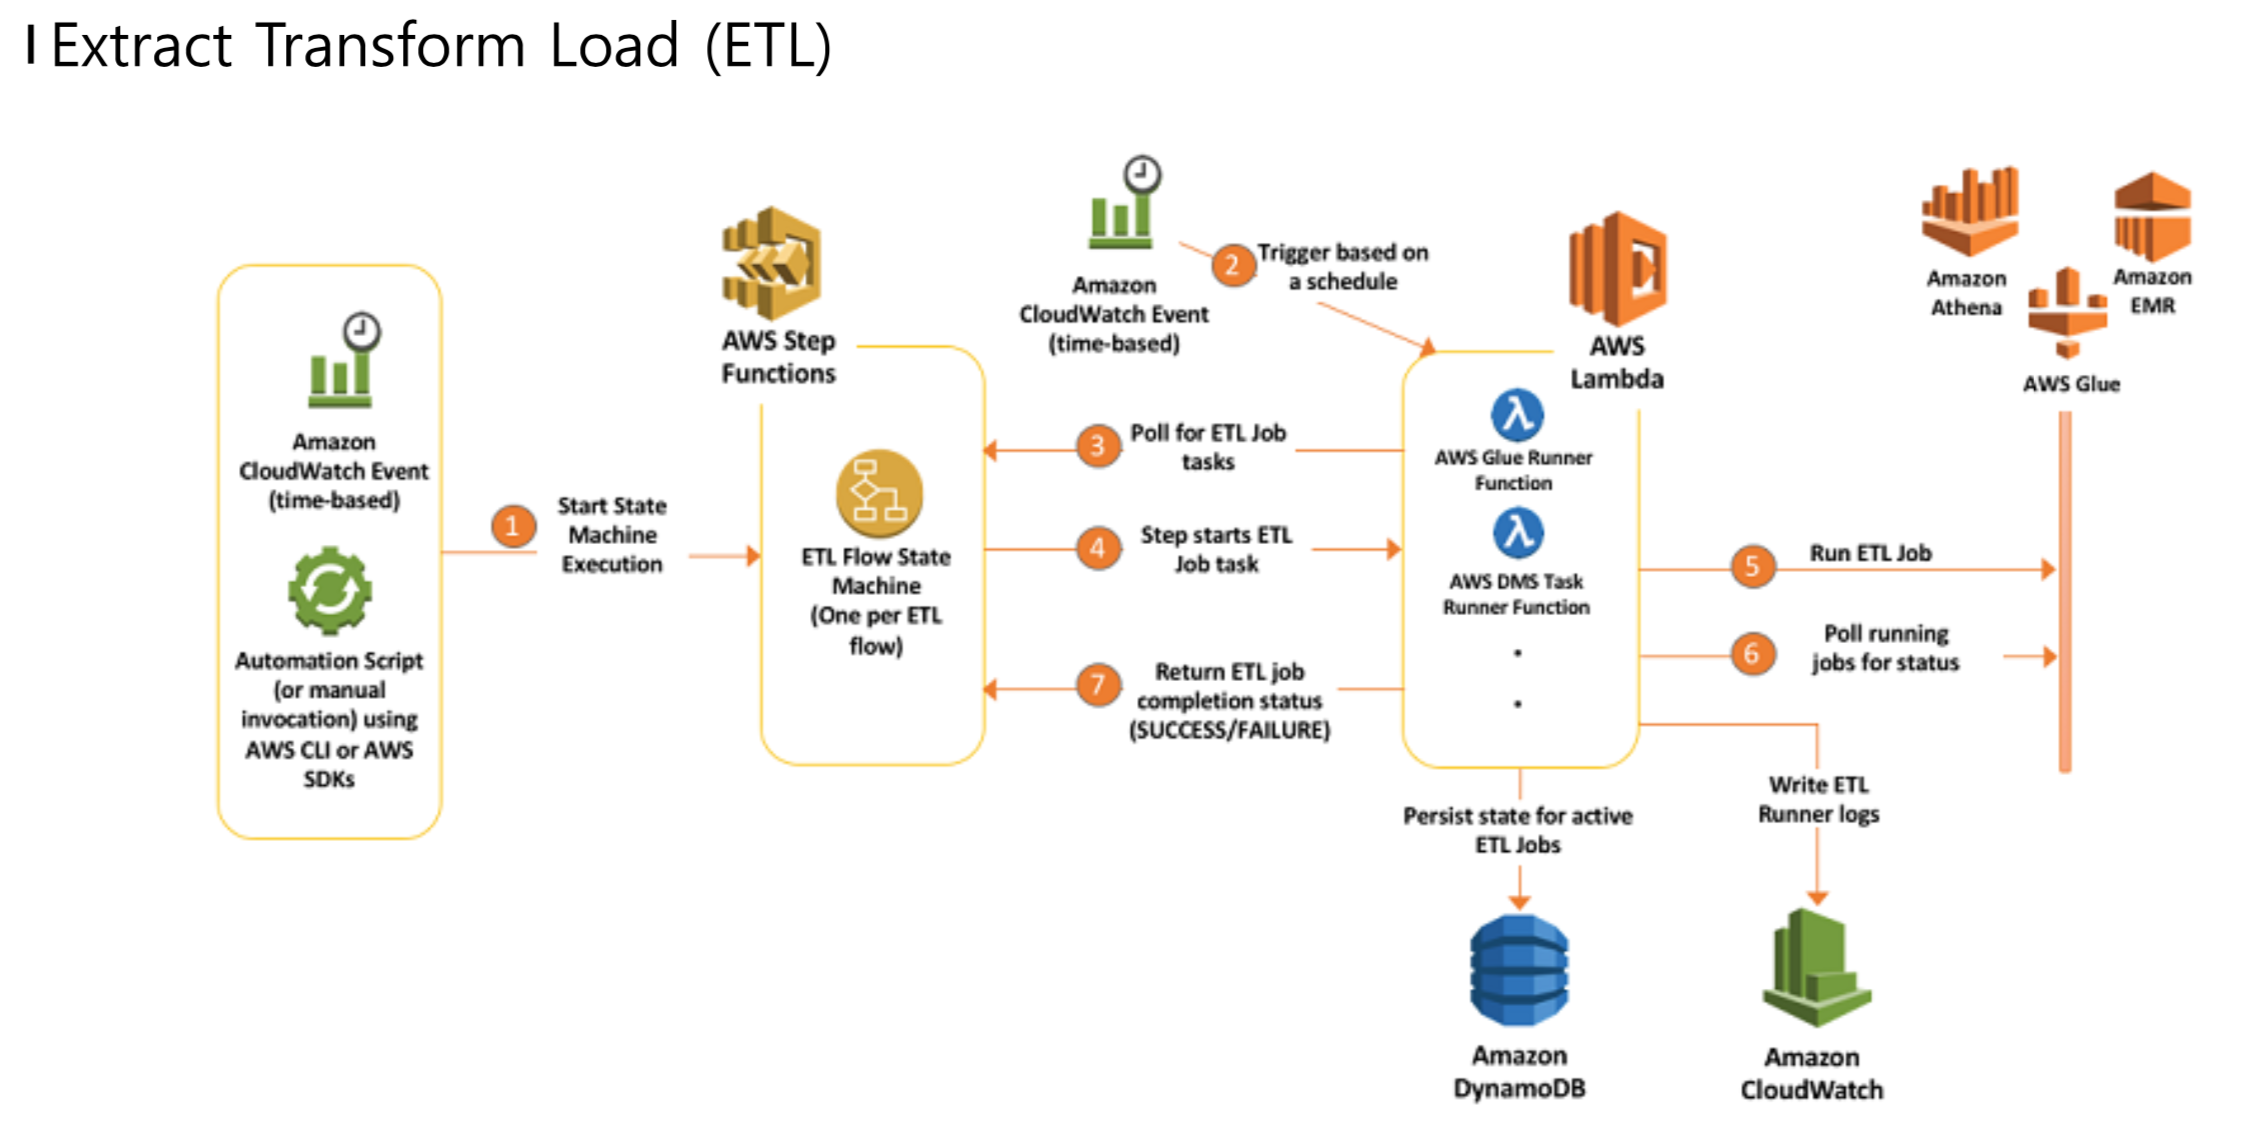 Extract Transform Load (ETL)
Amazon
CloudWatch Event
(time-based)
Automation Script
(or manual
invocation) using
AWS CLI or AWS
SDKs
1
Start State
Machine
Execution
AWS Step
Functions
ETL Flow State
Machine
(One per ETL
flow)
Amazon
CloudWatch Event
(time-based)
2
Trigger based on
a schedule
3
Poll for ETL Job
tasks
4
Step starts ETL
Job task
7
Return ETL job
completion status
(SUCCESS/FAILURE)
AWS
Lambda
λ
AWS Glue Runner
Function
λ
AWS DMS Task
Runner Function
5
Run ETL Job
6
Poll running
jobs for status
Amazon
Athena
Amazon
EMR
AWS Glue
Persist state for active
ETL Jobs
Write ETL
Runner logs
Amazon
DynamoDB
Amazon
CloudWatch